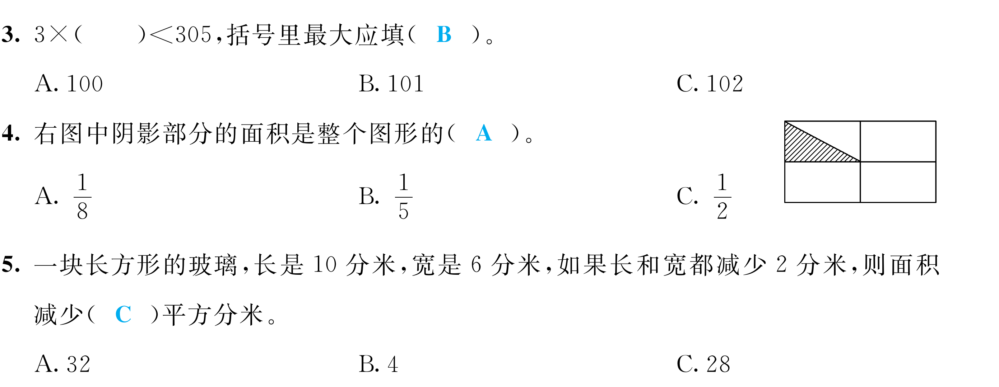 3. 3×(　　)<305,括号里最大应填( B )。
A. 100　B. 101　C. 102
4. 右图中阴影部分的面积是整个图形的( A )。
A. 1/8　B. 1/5　C. 1/2
5. 一块长方形的玻璃,长是 10 分米,宽是 6 分米,如果长和宽都减少 2 分米,则面积
减少( C )平方分米。
A. 32　B. 4　C. 28